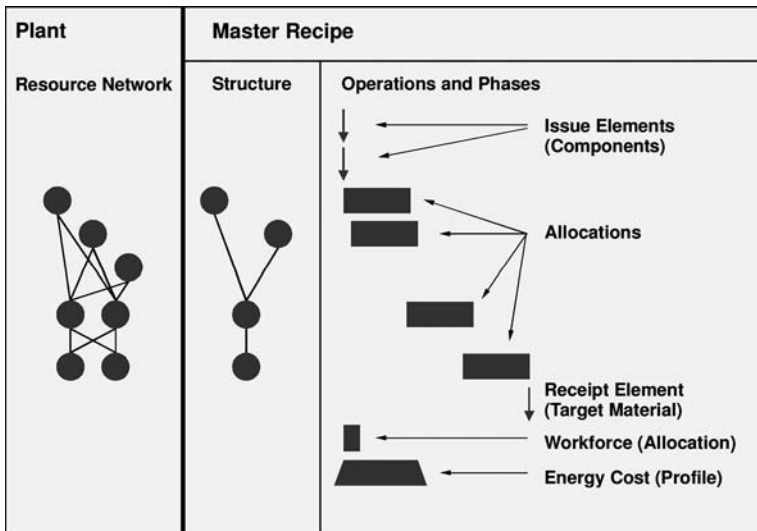 Plant
Master Recipe
Resource Network
Structure
Operations and Phases
Issue Elements
(Components)
Allocations
Receipt Element
(Target Material)
Workforce (Allocation)
Energy Cost (Profile)